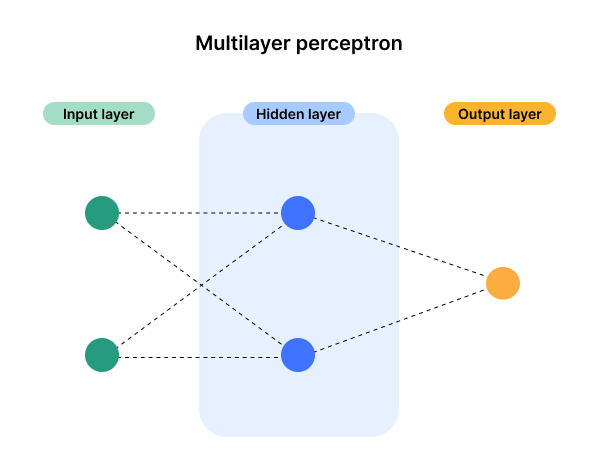 Multilayer perceptron
Input layer
Hidden layer
Output layer